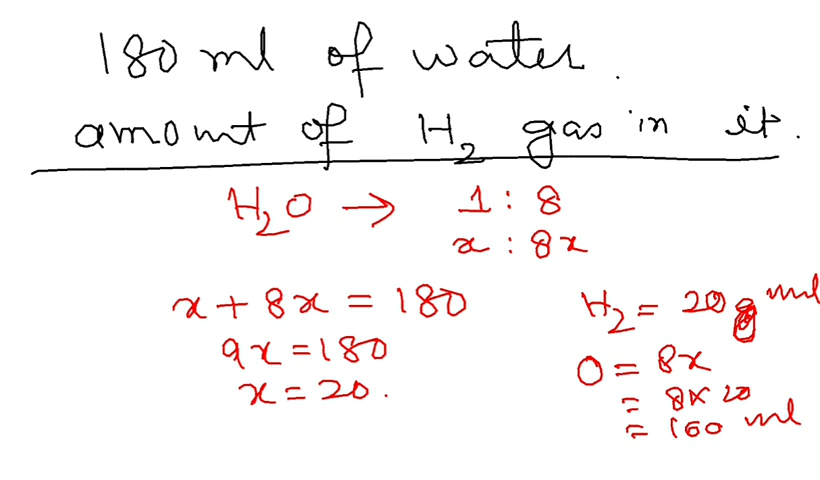 180 ml of water.
amount of H₂ gas in it.
H₂O → 1 : 8
x : 8x
x + 8x = 180
9x = 180
x = 20.
H₂ = 20 ml
O = 8x
= 8 × 20
= 160 ml